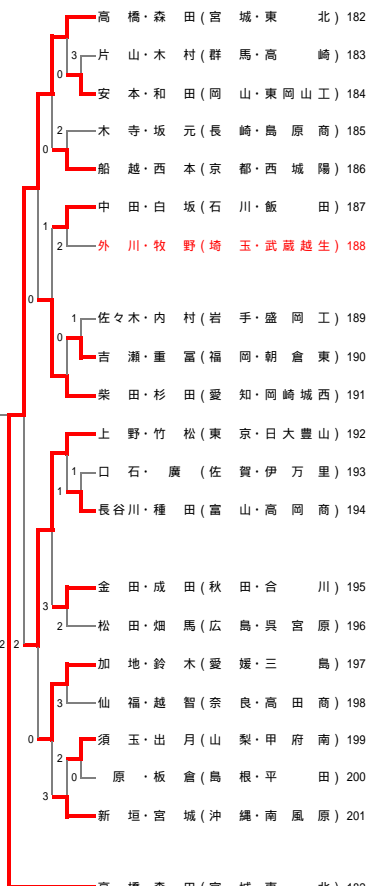 高橋・森田(宮城・東北) 182
3 片山・木村(群馬・高崎) 183
0 安本・和田(岡山・東岡山工) 184
2 木寺・坂元(長崎・島原商) 185
0 船越・西本(京都・西城陽) 186
中田・白坂(石川・飯田) 187
1
2 外川・牧野(埼玉・武蔵越生) 188
0
1 佐々木・内村(岩手・盛岡工) 189
0 吉瀬・重冨(福岡・朝倉東) 190
柴田・杉田(愛知・岡崎城西) 191
上野・竹松(東京・日大豊山) 192
1 口石・廣(佐賀・伊万里) 193
1 長谷川・種田(富山・高岡商) 194
金田・成田(秋田・合川) 195
3
2 松田・畑馬(広島・呉宮原) 196
2 2
加地・鈴木(愛媛・三島) 197
3 仙福・越智(奈良・高田商) 198
0 須玉・出月(山梨・甲府南) 199
2
0 原・板倉(島根・平田) 200
3 新垣・宮城(沖縄・南風原) 201